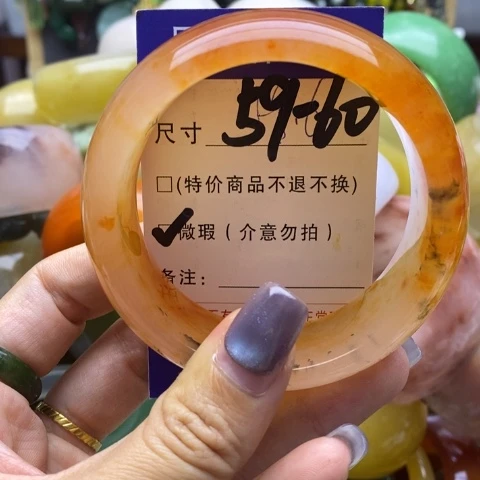 尺寸 59-60
□(特价商品不退不换)
☑微瑕(介意勿拍)
备注: